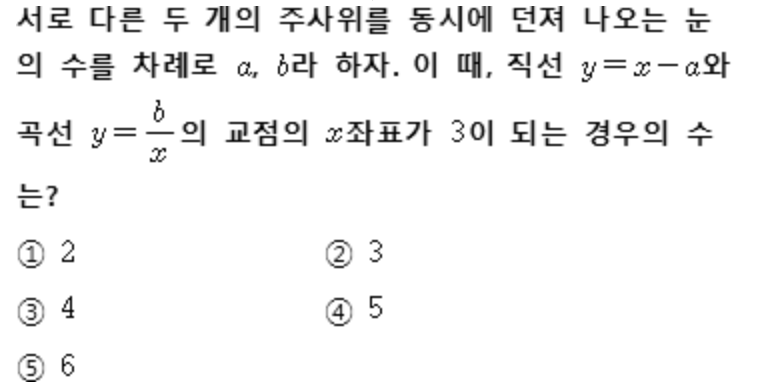 서로 다른 두 개의 주사위를 동시에 던져 나오는 눈
의 수를 차례로 a, b라 하자. 이 때, 직선 y=x-a와
곡선 y=b/x의 교점의 x좌표가 3이 되는 경우의 수
는?
① 2 ② 3
③ 4 ④ 5
⑤ 6